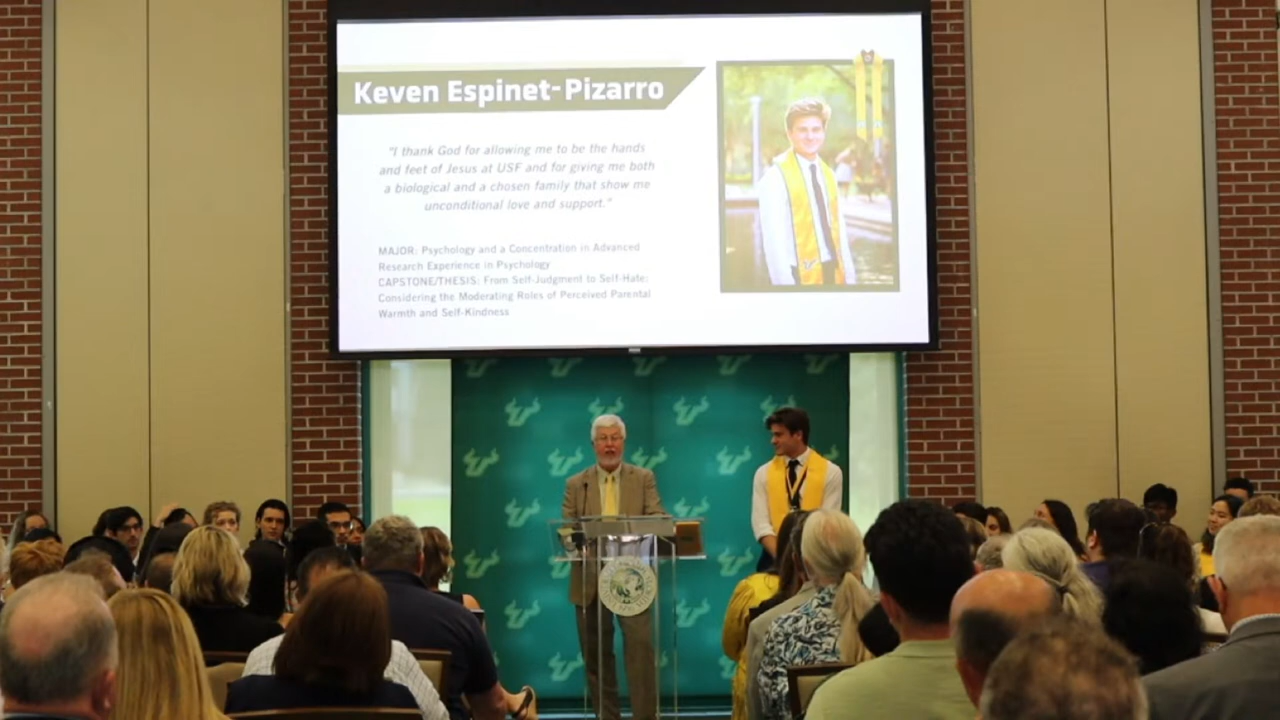 Keven Espinet-Pizarro
"I thank God for allowing me to be the hands
and feet of Jesus at USF and for giving me both
a biological and a chosen family that show me
unconditional love and support."
MAJOR: Psychology and a Concentration in Advanced
Research Experience in Psychology
CAPSTONE/THESIS: From Self-Judgment to Self-Hate:
Considering the Moderating Roles of Perceived Parental
Warmth and Self-Kindness